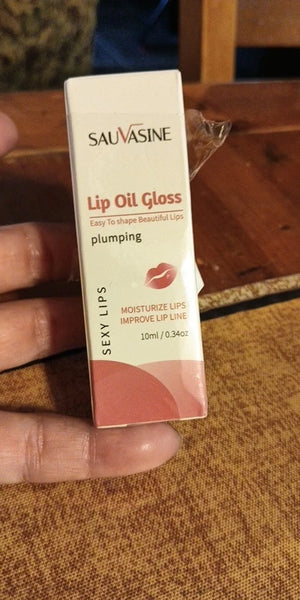 SAUVASINE
Lip Oil Gloss
Easy To shape Beautiful Lips
plumping
SEXY LIPS
MOISTURIZE LIPS
IMPROVE LIP LINE
10ml / 0.34oz